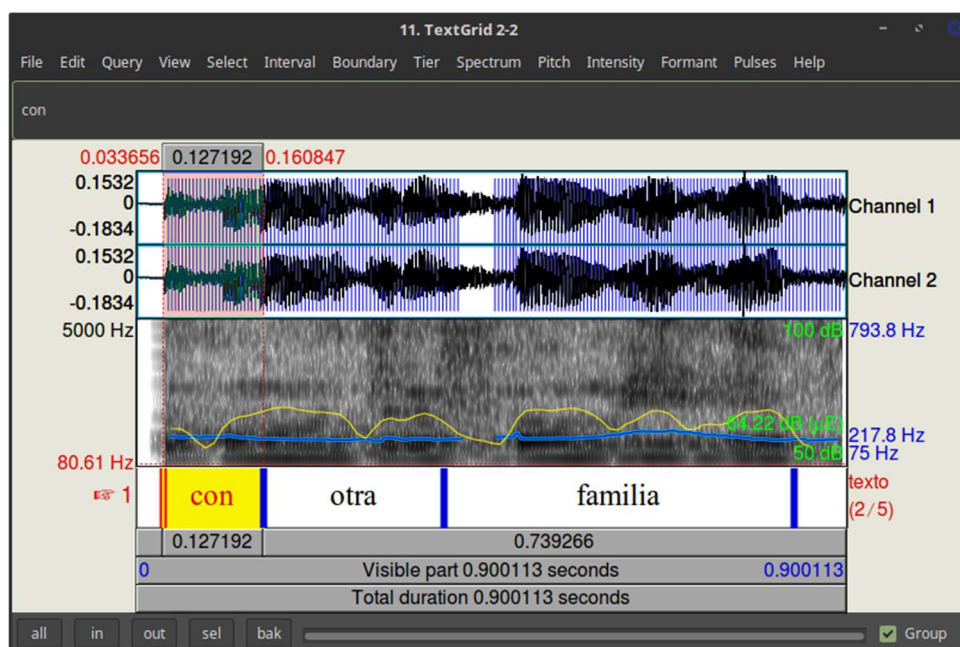 11. TextGrid 2-2
File Edit Query View Select Interval Boundary Tier Spectrum Pitch Intensity Formant Pulses Help
con
0.033656 0.127192 0.160847
0.1532
0
-0.1834
Channel 1
0.1532
0
-0.1834
Channel 2
5000 Hz 100 dB 793.8 Hz
64.22 dB (µE) 217.8 Hz
80.61 Hz 50 dB 75 Hz
☞ 1 con otra familia texto
(2/5)
0.127192 0.739266
0 Visible part 0.900113 seconds 0.900113
Total duration 0.900113 seconds
all in out sel bak Group